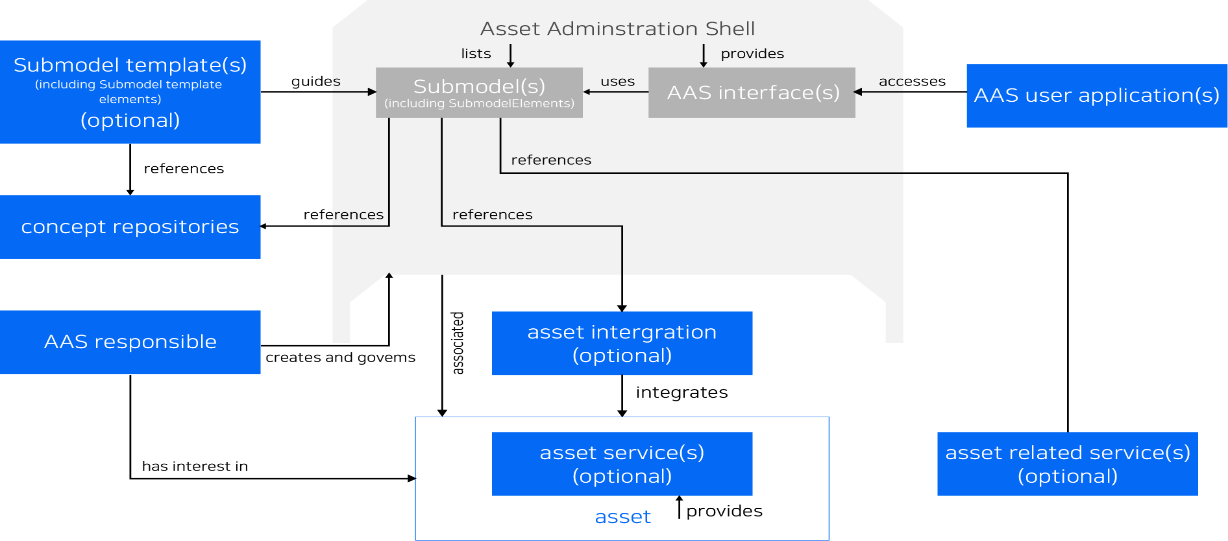 Asset Adminstration Shell
lists
provides
Submodel template(s)
(including Submodel template
elements)
(optional)
guides
Submodel(s)
(including SubmodelElements)
uses
AAS interface(s)
accesses
AAS user application(s)
references
references
concept repositories
references
references
AAS responsible
creates and govems
associated
asset intergration
(optional)
integrates
has interest in
asset service(s)
(optional)
provides
asset
asset related service(s)
(optional)